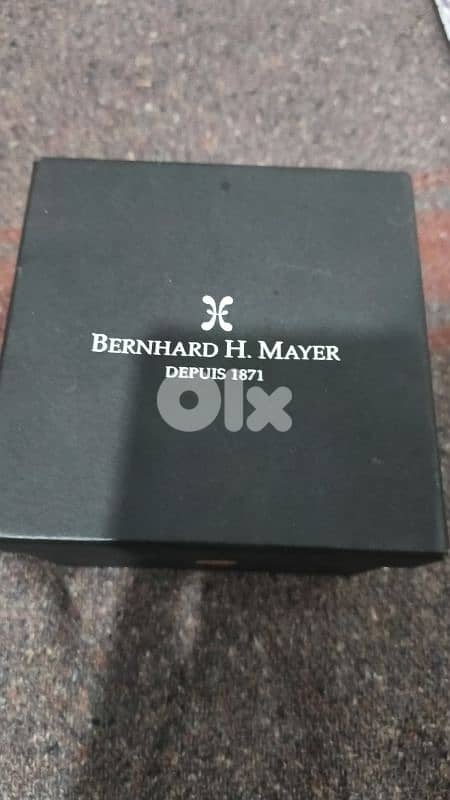 BERNHARD H. MAYER
DEPUIS 1871
Olx